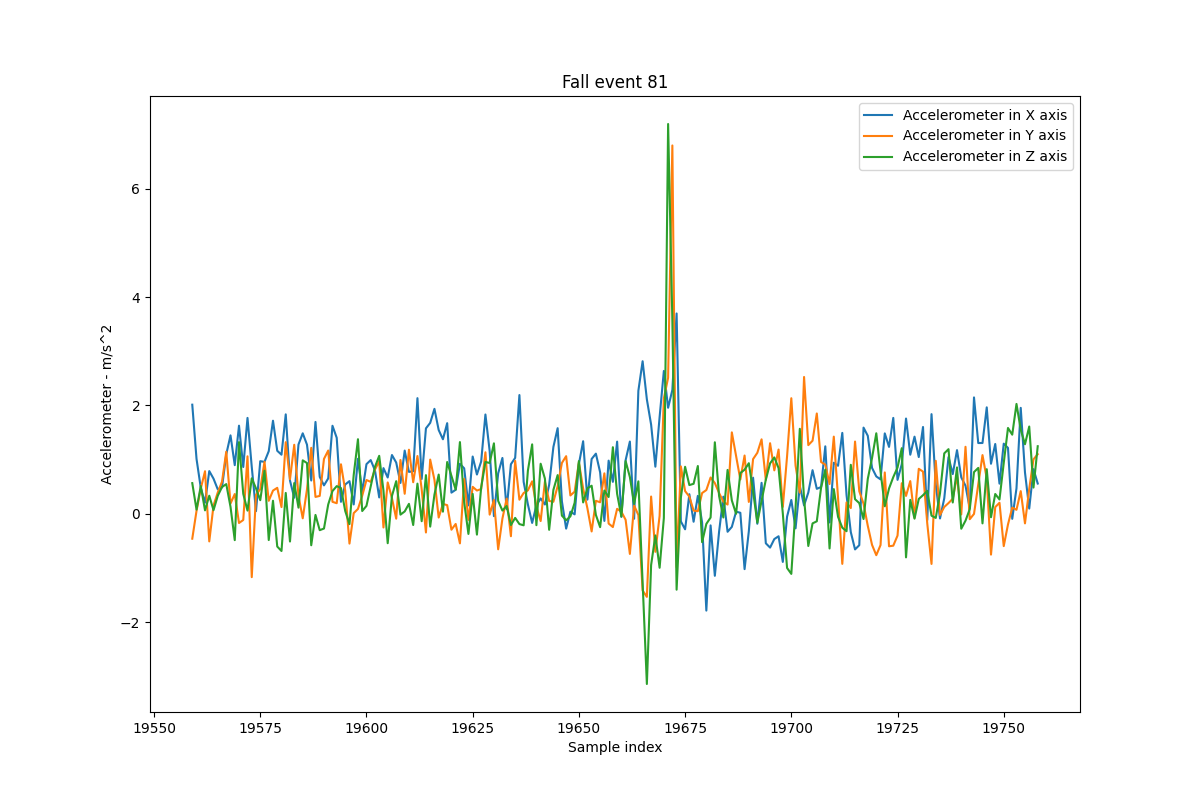 Fall event 81
Accelerometer in X axis
Accelerometer in Y axis
Accelerometer in Z axis
Accelerometer - m/s^2
6
4
2
0
−2
19550 19575 19600 19625 19650 19675 19700 19725 19750
Sample index